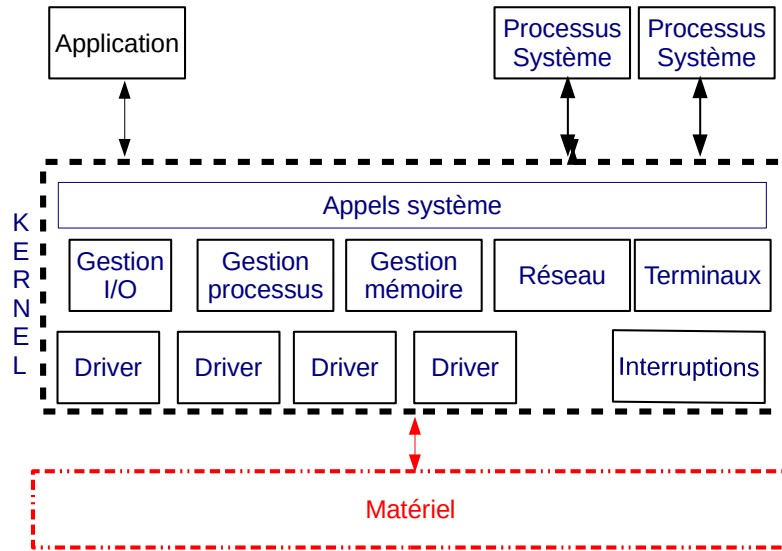 Application
Processus
Système
Processus
Système
KERNEL
Appels système
Gestion
I/O
Gestion
processus
Gestion
mémoire
Réseau
Terminaux
Driver
Driver
Driver
Driver
Interruptions
Matériel